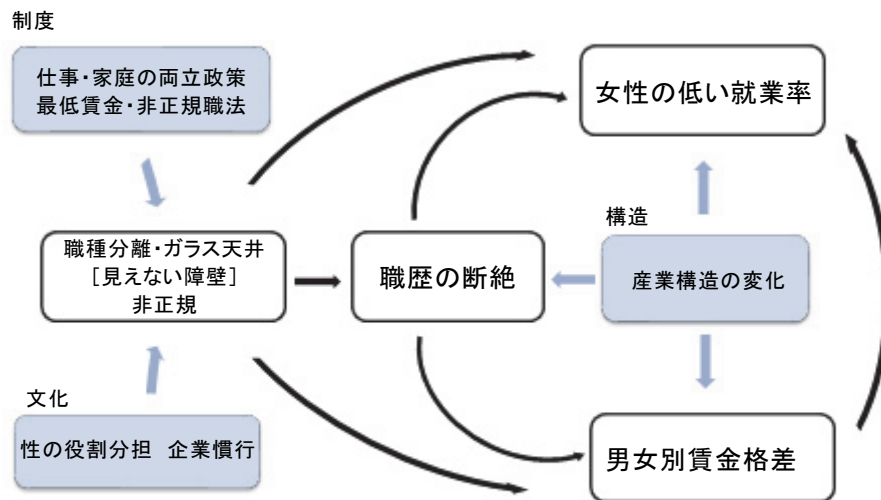 制度
仕事・家庭の両立政策
最低賃金・非正規職法
女性の低い就業率
構造
職種分離・ガラス天井
[見えない障壁]
非正規
職歴の断絶
産業構造の変化
文化
性の役割分担 企業慣行
男女別賃金格差